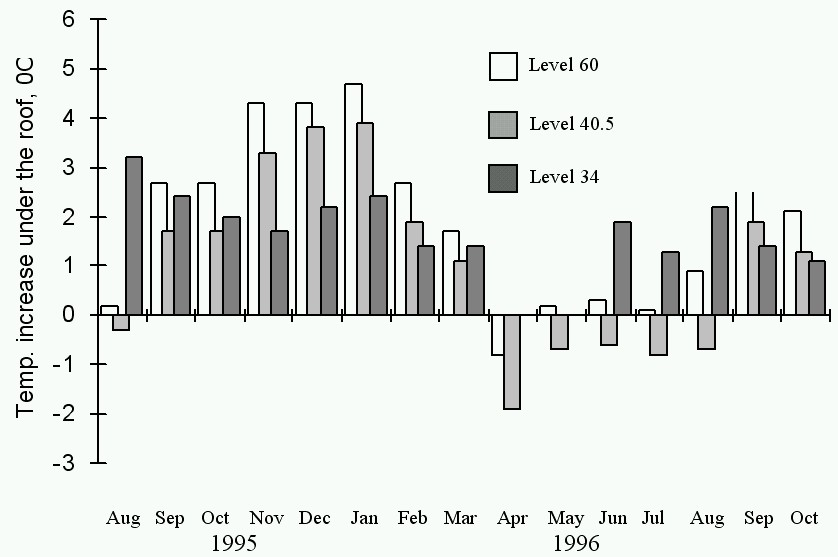 Temp. increase under the roof, 0C
6
5
4
3
2
1
0
-1
-2
-3
Level 60
Level 40.5
Level 34
Aug Sep Oct Nov Dec Jan Feb Mar Apr May Jun Jul Aug Sep Oct
1995 1996